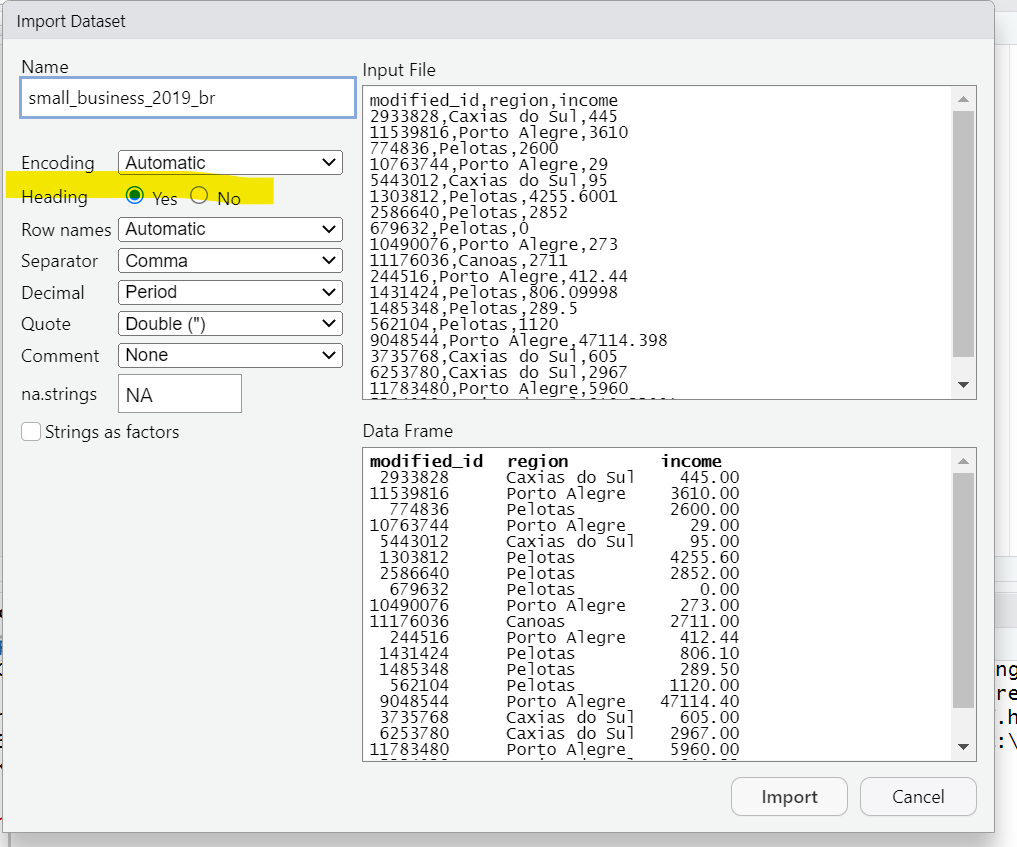 Import Dataset
Name
small_business_2019_br
Encoding Automatic
Heading Yes No
Row names Automatic
Separator Comma
Decimal Period
Quote Double (")
Comment None
na.strings NA
Strings as factors
Input File
modified_id,region,income
2933828,Caxias do Sul,445
11539816,Porto Alegre,3610
774836,Pelotas,2600
10763744,Porto Alegre,29
5443012,Caxias do Sul,95
1303812,Pelotas,4255.6001
2586640,Pelotas,2852
679632,Pelotas,0
10490076,Porto Alegre,273
11176036,Canoas,2711
244516,Porto Alegre,412.44
1431424,Pelotas,806.09998
1485348,Pelotas,289.5
562104,Pelotas,1120
9048544,Porto Alegre,47114.398
3735768,Caxias do Sul,605
6253780,Caxias do Sul,2967
11783480,Porto Alegre,5960
Data Frame
modified_id region income
2933828 Caxias do Sul 445.00
11539816 Porto Alegre 3610.00
774836 Pelotas 2600.00
10763744 Porto Alegre 29.00
5443012 Caxias do Sul 95.00
1303812 Pelotas 4255.60
2586640 Pelotas 2852.00
679632 Pelotas 0.00
10490076 Porto Alegre 273.00
11176036 Canoas 2711.00
244516 Porto Alegre 412.44
1431424 Pelotas 806.10
1485348 Pelotas 289.50
562104 Pelotas 1120.00
9048544 Porto Alegre 47114.40
3735768 Caxias do Sul 605.00
6253780 Caxias do Sul 2967.00
11783480 Porto Alegre 5960.00
Import Cancel
ng
re
.h
:\